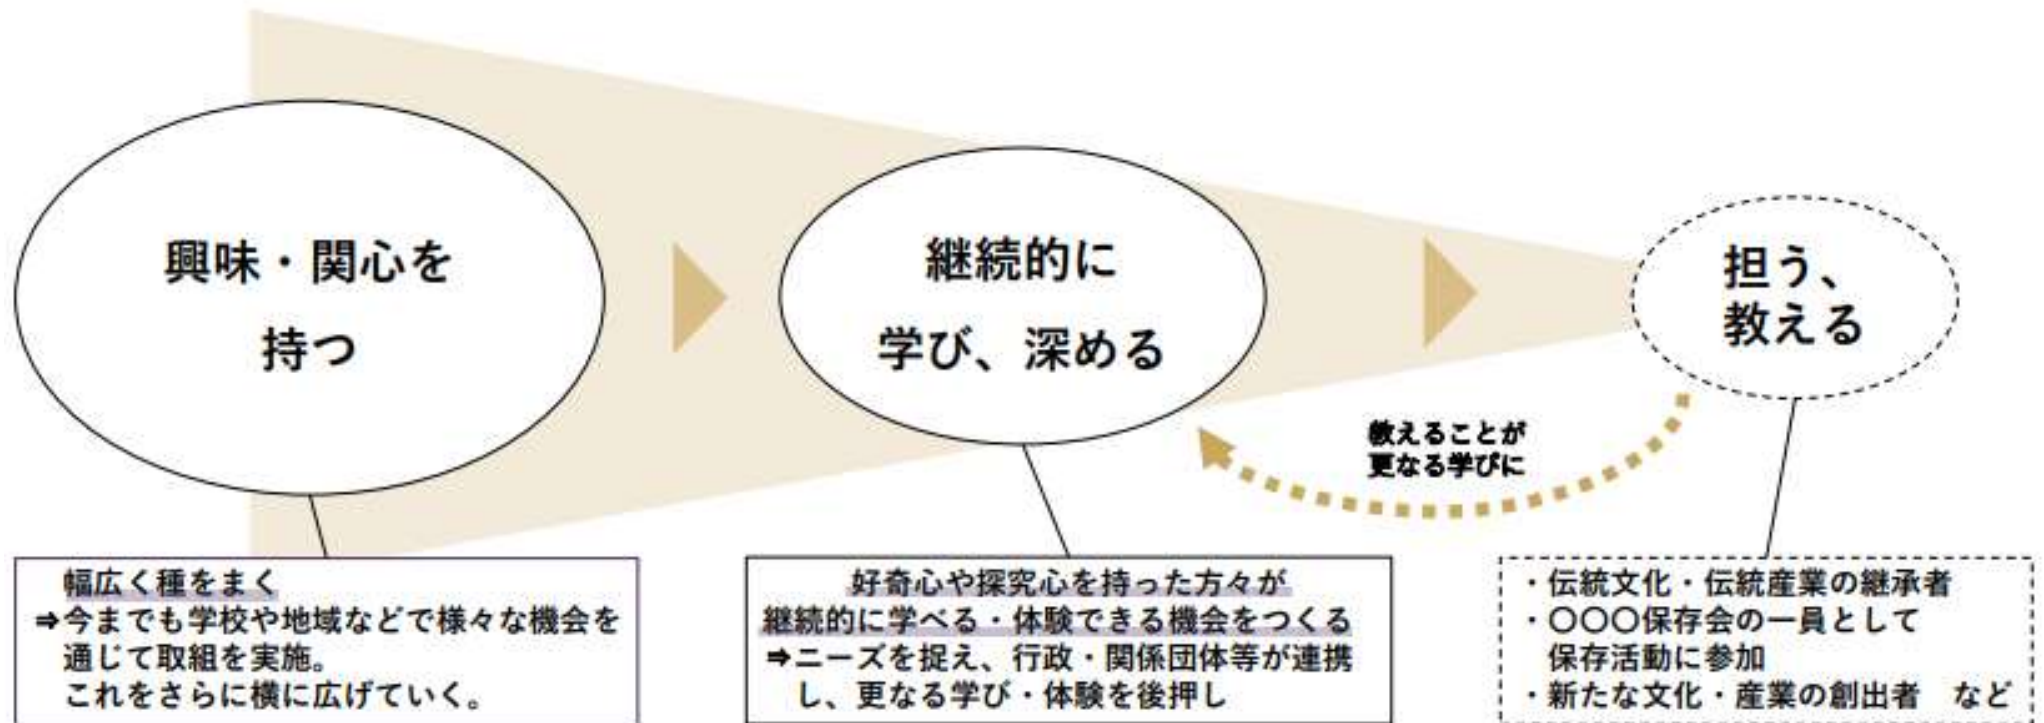 興味・関心を
持つ
継続的に
学び、深める
担う、
教える
教えることが
更なる学びに
幅広く種をまく
⇒今までも学校や地域などで様々な機会を
通じて取組を実施。
これをさらに横に広げていく。
好奇心や探究心を持った方々が
継続的に学べる・体験できる機会をつくる
⇒ニーズを捉え、行政・関係団体等が連携
し、更なる学び・体験を後押し
・伝統文化・伝統産業の継承者
・〇〇〇保存会の一員として
保存活動に参加
・新たな文化・産業の創出者　など